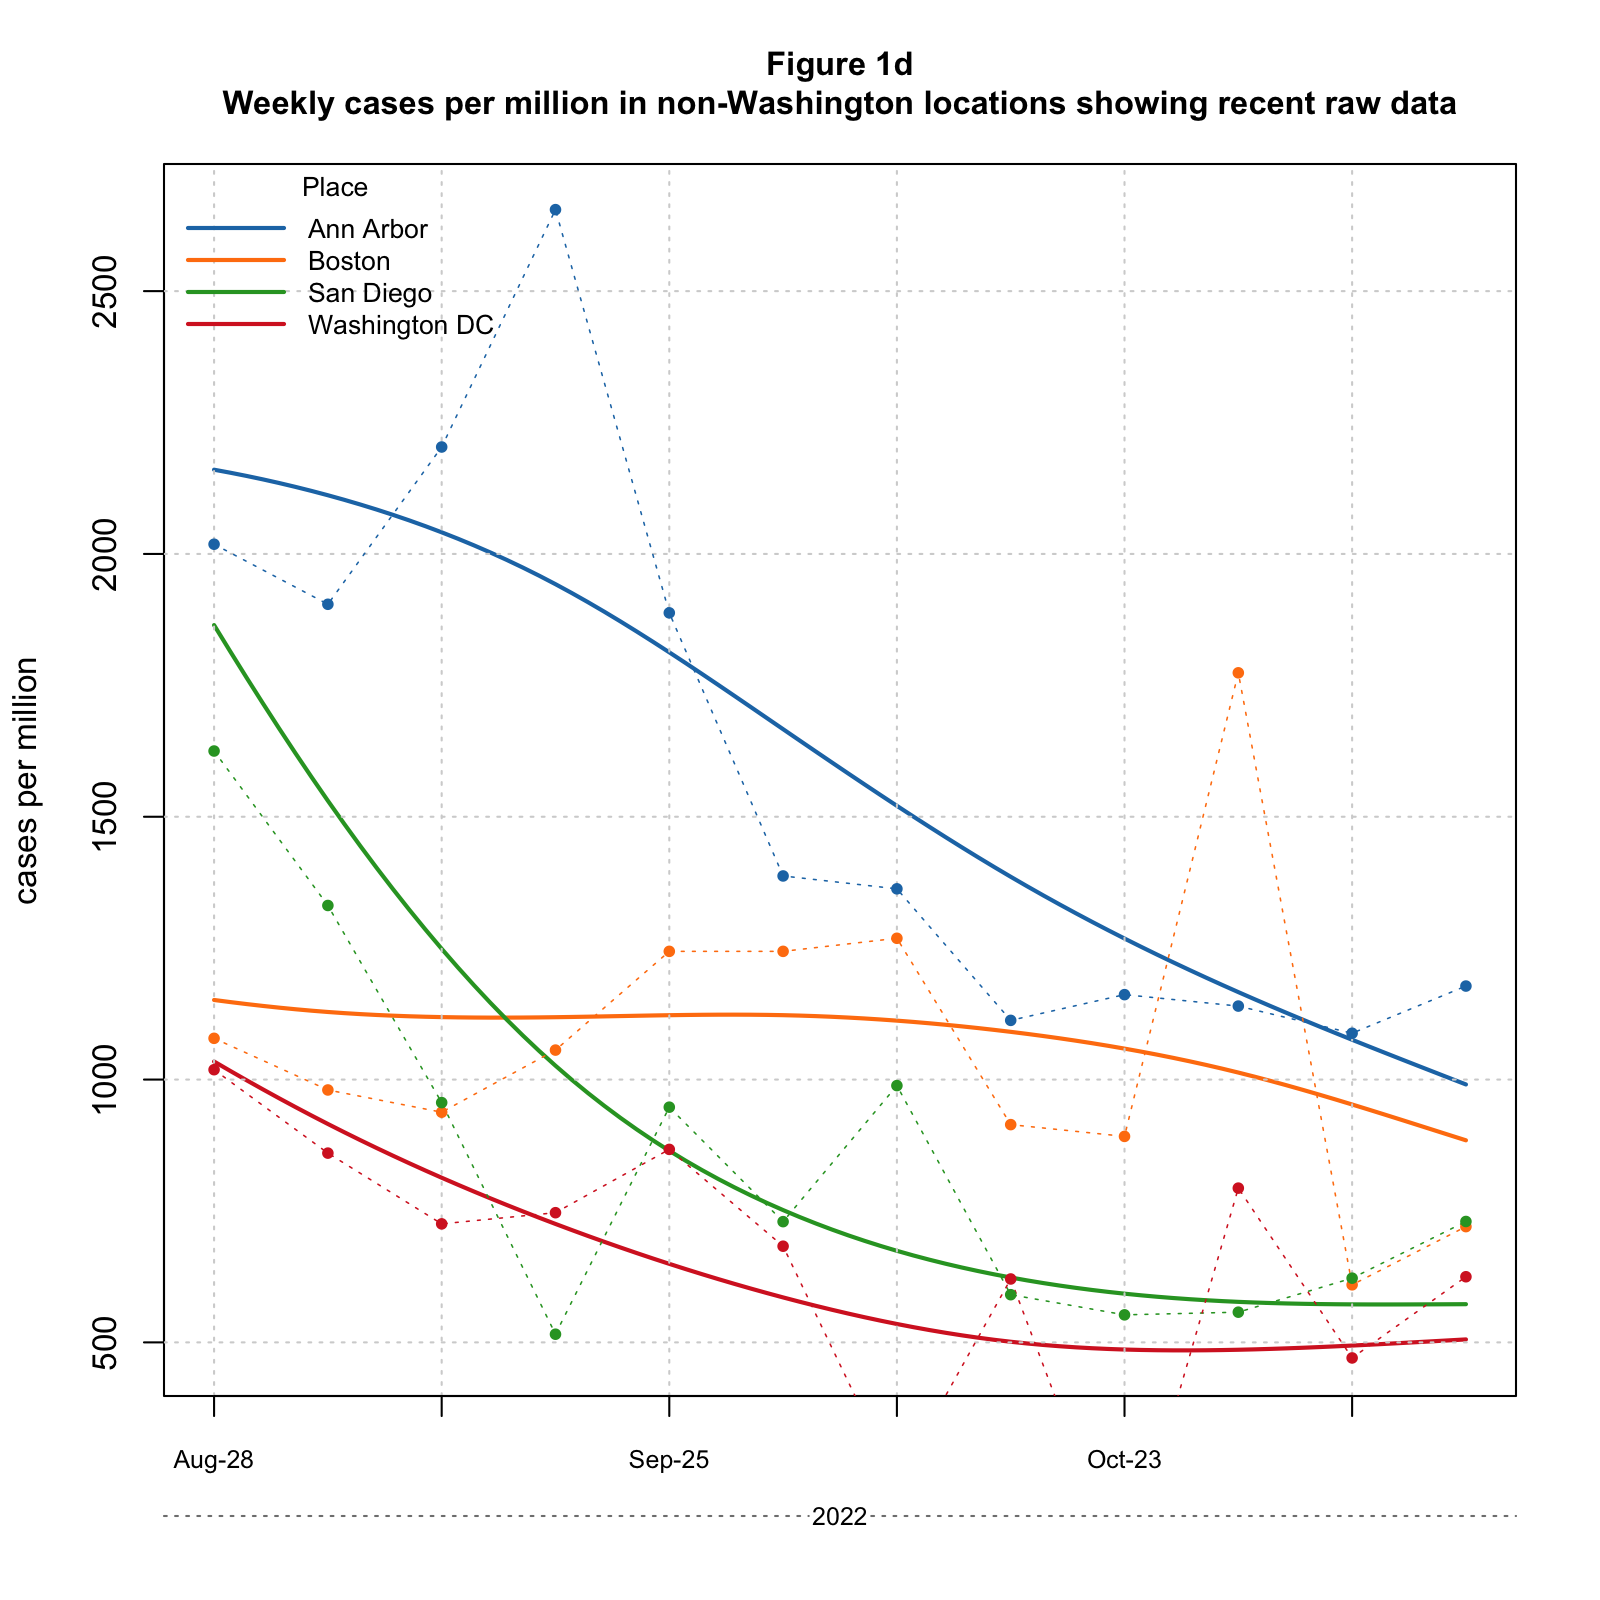 Figure 1d
Weekly cases per million in non-Washington locations showing recent raw data
Place
Ann Arbor
Boston
San Diego
Washington DC
cases per million
2500
2000
1500
1000
500
Aug-28
Sep-25
Oct-23
2022